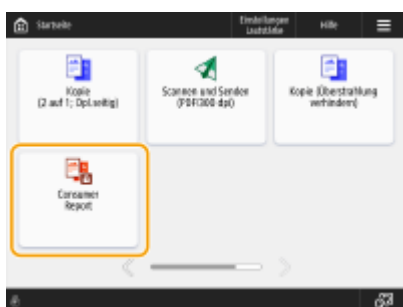 Startseite
Einstellungen
Lautstärke
Hilfe
Kopie
(2 auf 1; Dpl.seitig)
Scannen und Senden
(PDF/300 dpi)
Kopie (Überstrahlung
verhindern)
Consumer
Report